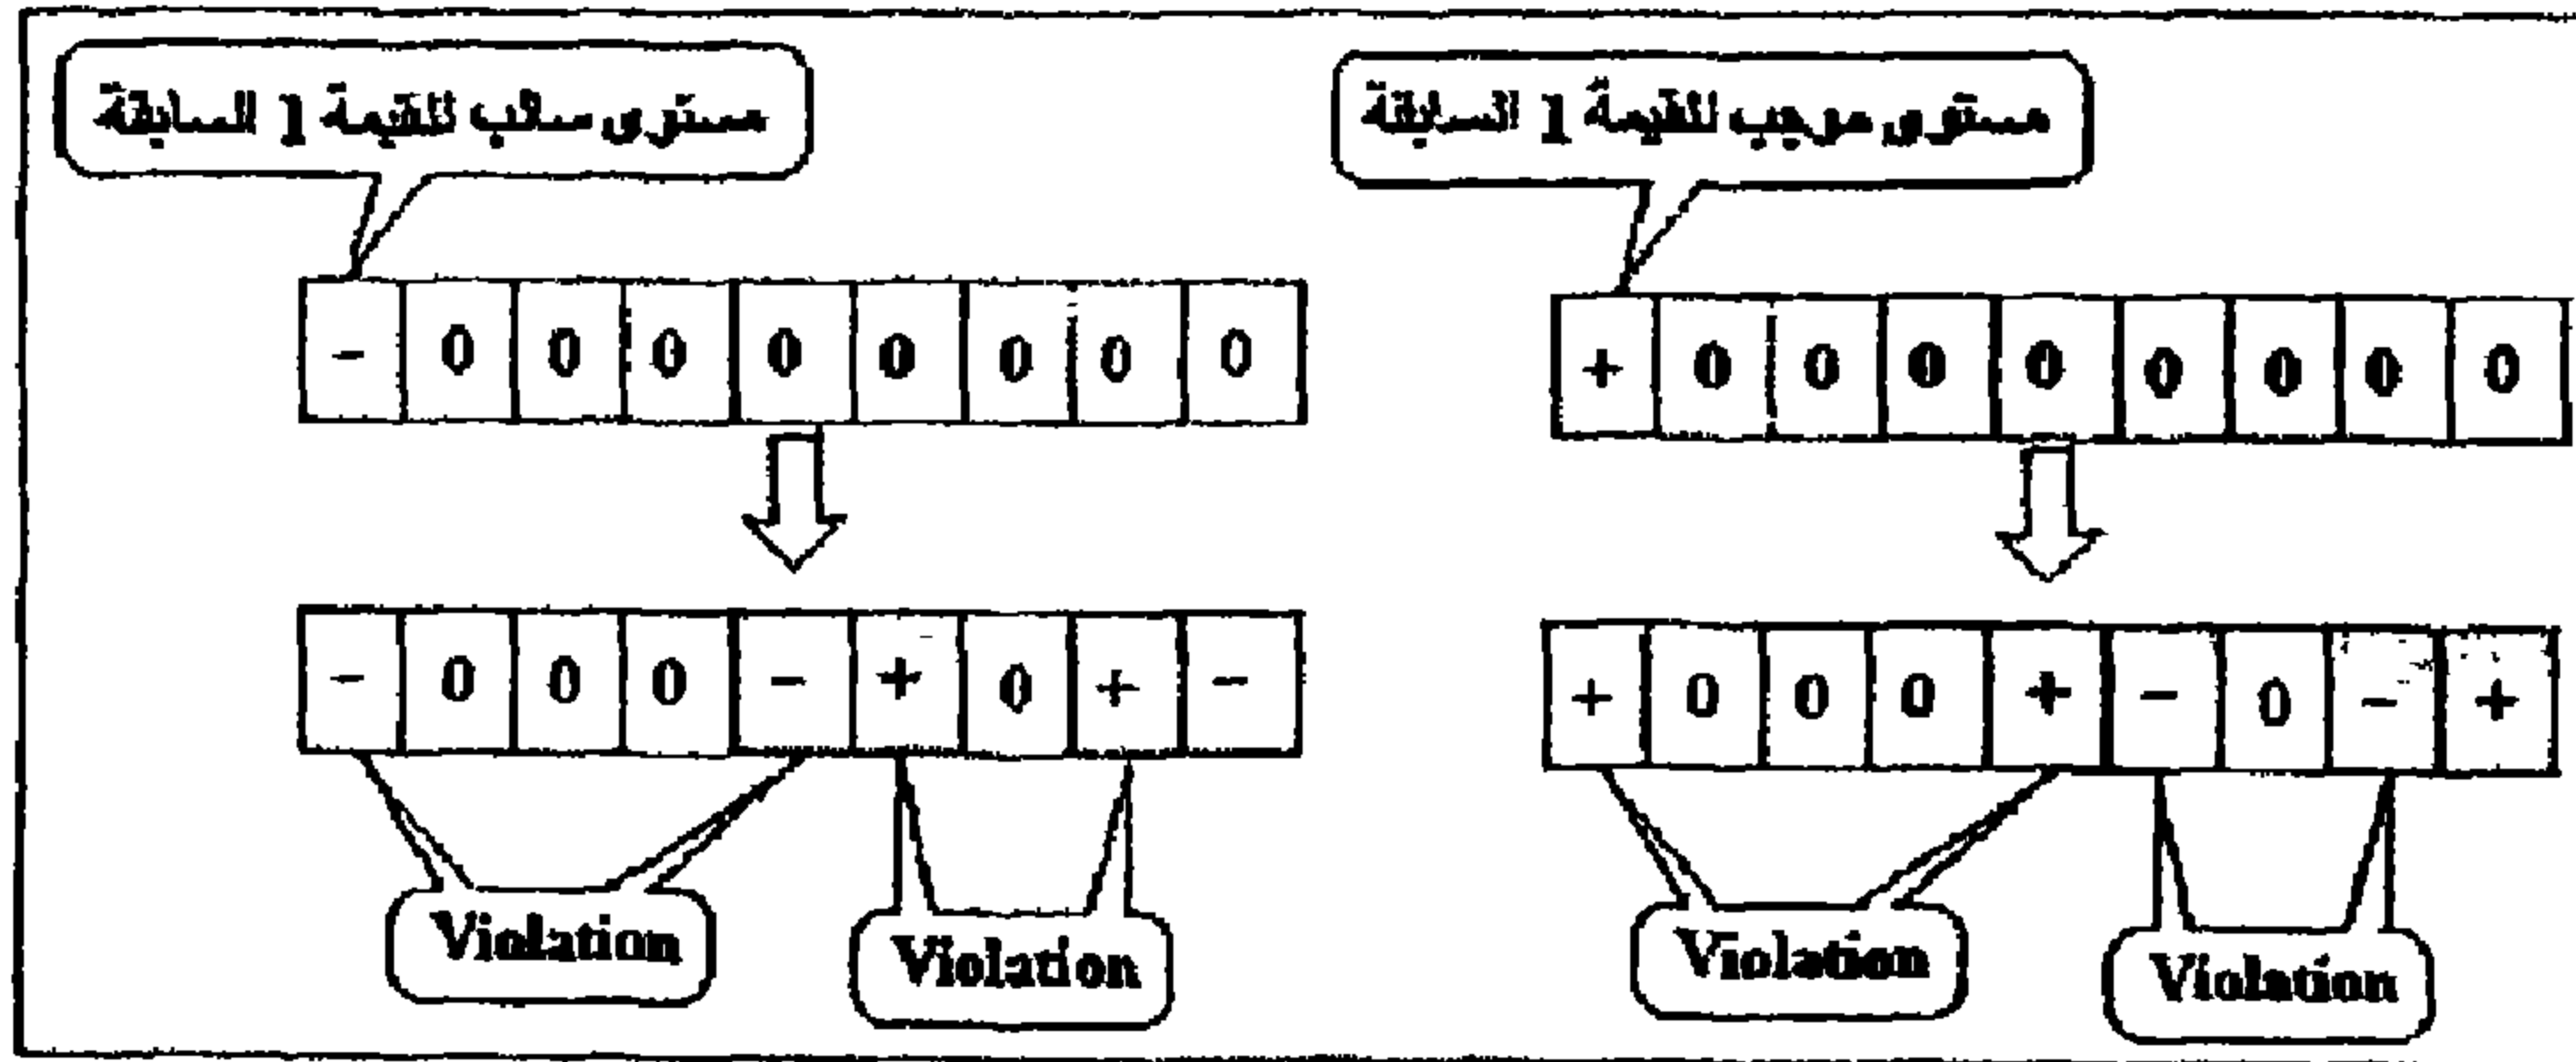 مستوى سالب للقيمة 1 السابقة
مستوى موجب للقيمة 1 السابقة
- 0 0 0 0 0 0 0 0
+ 0 0 0 0 0 0 0 0
- 0 0 0 - + 0 + -
+ 0 0 0 + - 0 - +
Violation
Violation
Violation
Violation